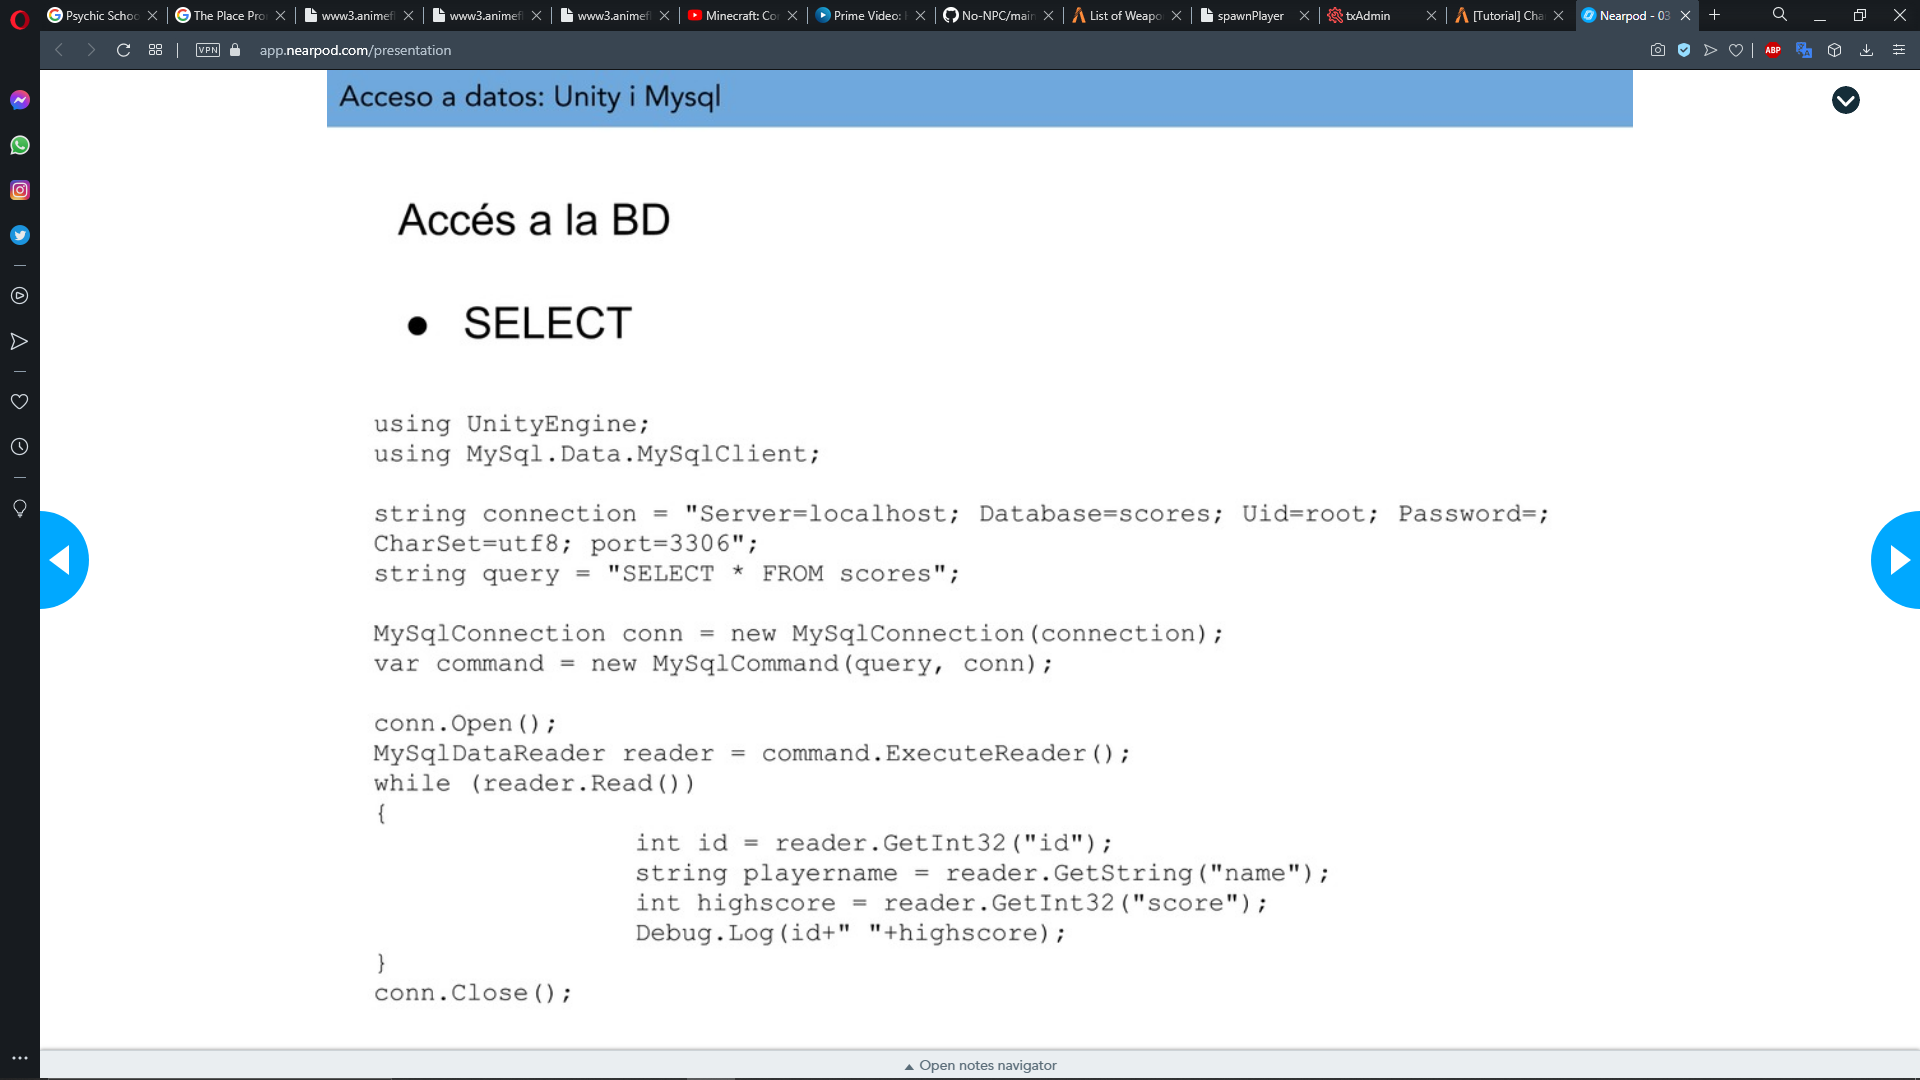 Psychic Schoo
The Place Pro
www3.animefl
www3.animefl
www3.animefl
Minecraft: Co
Prime Video:
No-NPC/main
List of Weapo
spawnPlayer
txAdmin
[Tutorial] Cha
Nearpod - 03
VPN
app.nearpod.com/presentation
ABP
Acceso a datos: Unity i Mysql
Accés a la BD
● SELECT
using UnityEngine;
using MySql.Data.MySqlClient;
string connection = "Server=localhost; Database=scores; Uid=root; Password=;
CharSet=utf8; port=3306";
string query = "SELECT * FROM scores";
MySqlConnection conn = new MySqlConnection(connection);
var command = new MySqlCommand(query, conn);
conn.Open();
MySqlDataReader reader = command.ExecuteReader();
while (reader.Read())
{
int id = reader.GetInt32("id");
string playername = reader.GetString("name");
int highscore = reader.GetInt32("score");
Debug.Log(id+" "+highscore);
}
conn.Close();
Open notes navigator